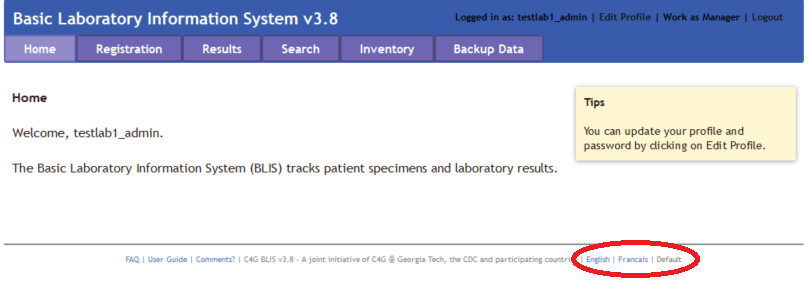 Basic Laboratory Information System v3.8
Logged in as: testlab1_admin | Edit Profile | Work as Manager | Logout
Home Registration Results Search Inventory Backup Data
Home
Welcome, testlab1_admin.
The Basic Laboratory Information System (BLIS) tracks patient specimens and laboratory results.
Tips
You can update your profile and
password by clicking on Edit Profile.
FAQ | User Guide | Comments? | C4G BLIS v3.8 - A joint initiative of C4G @ Georgia Tech, the CDC and participating | English | Francais | Default